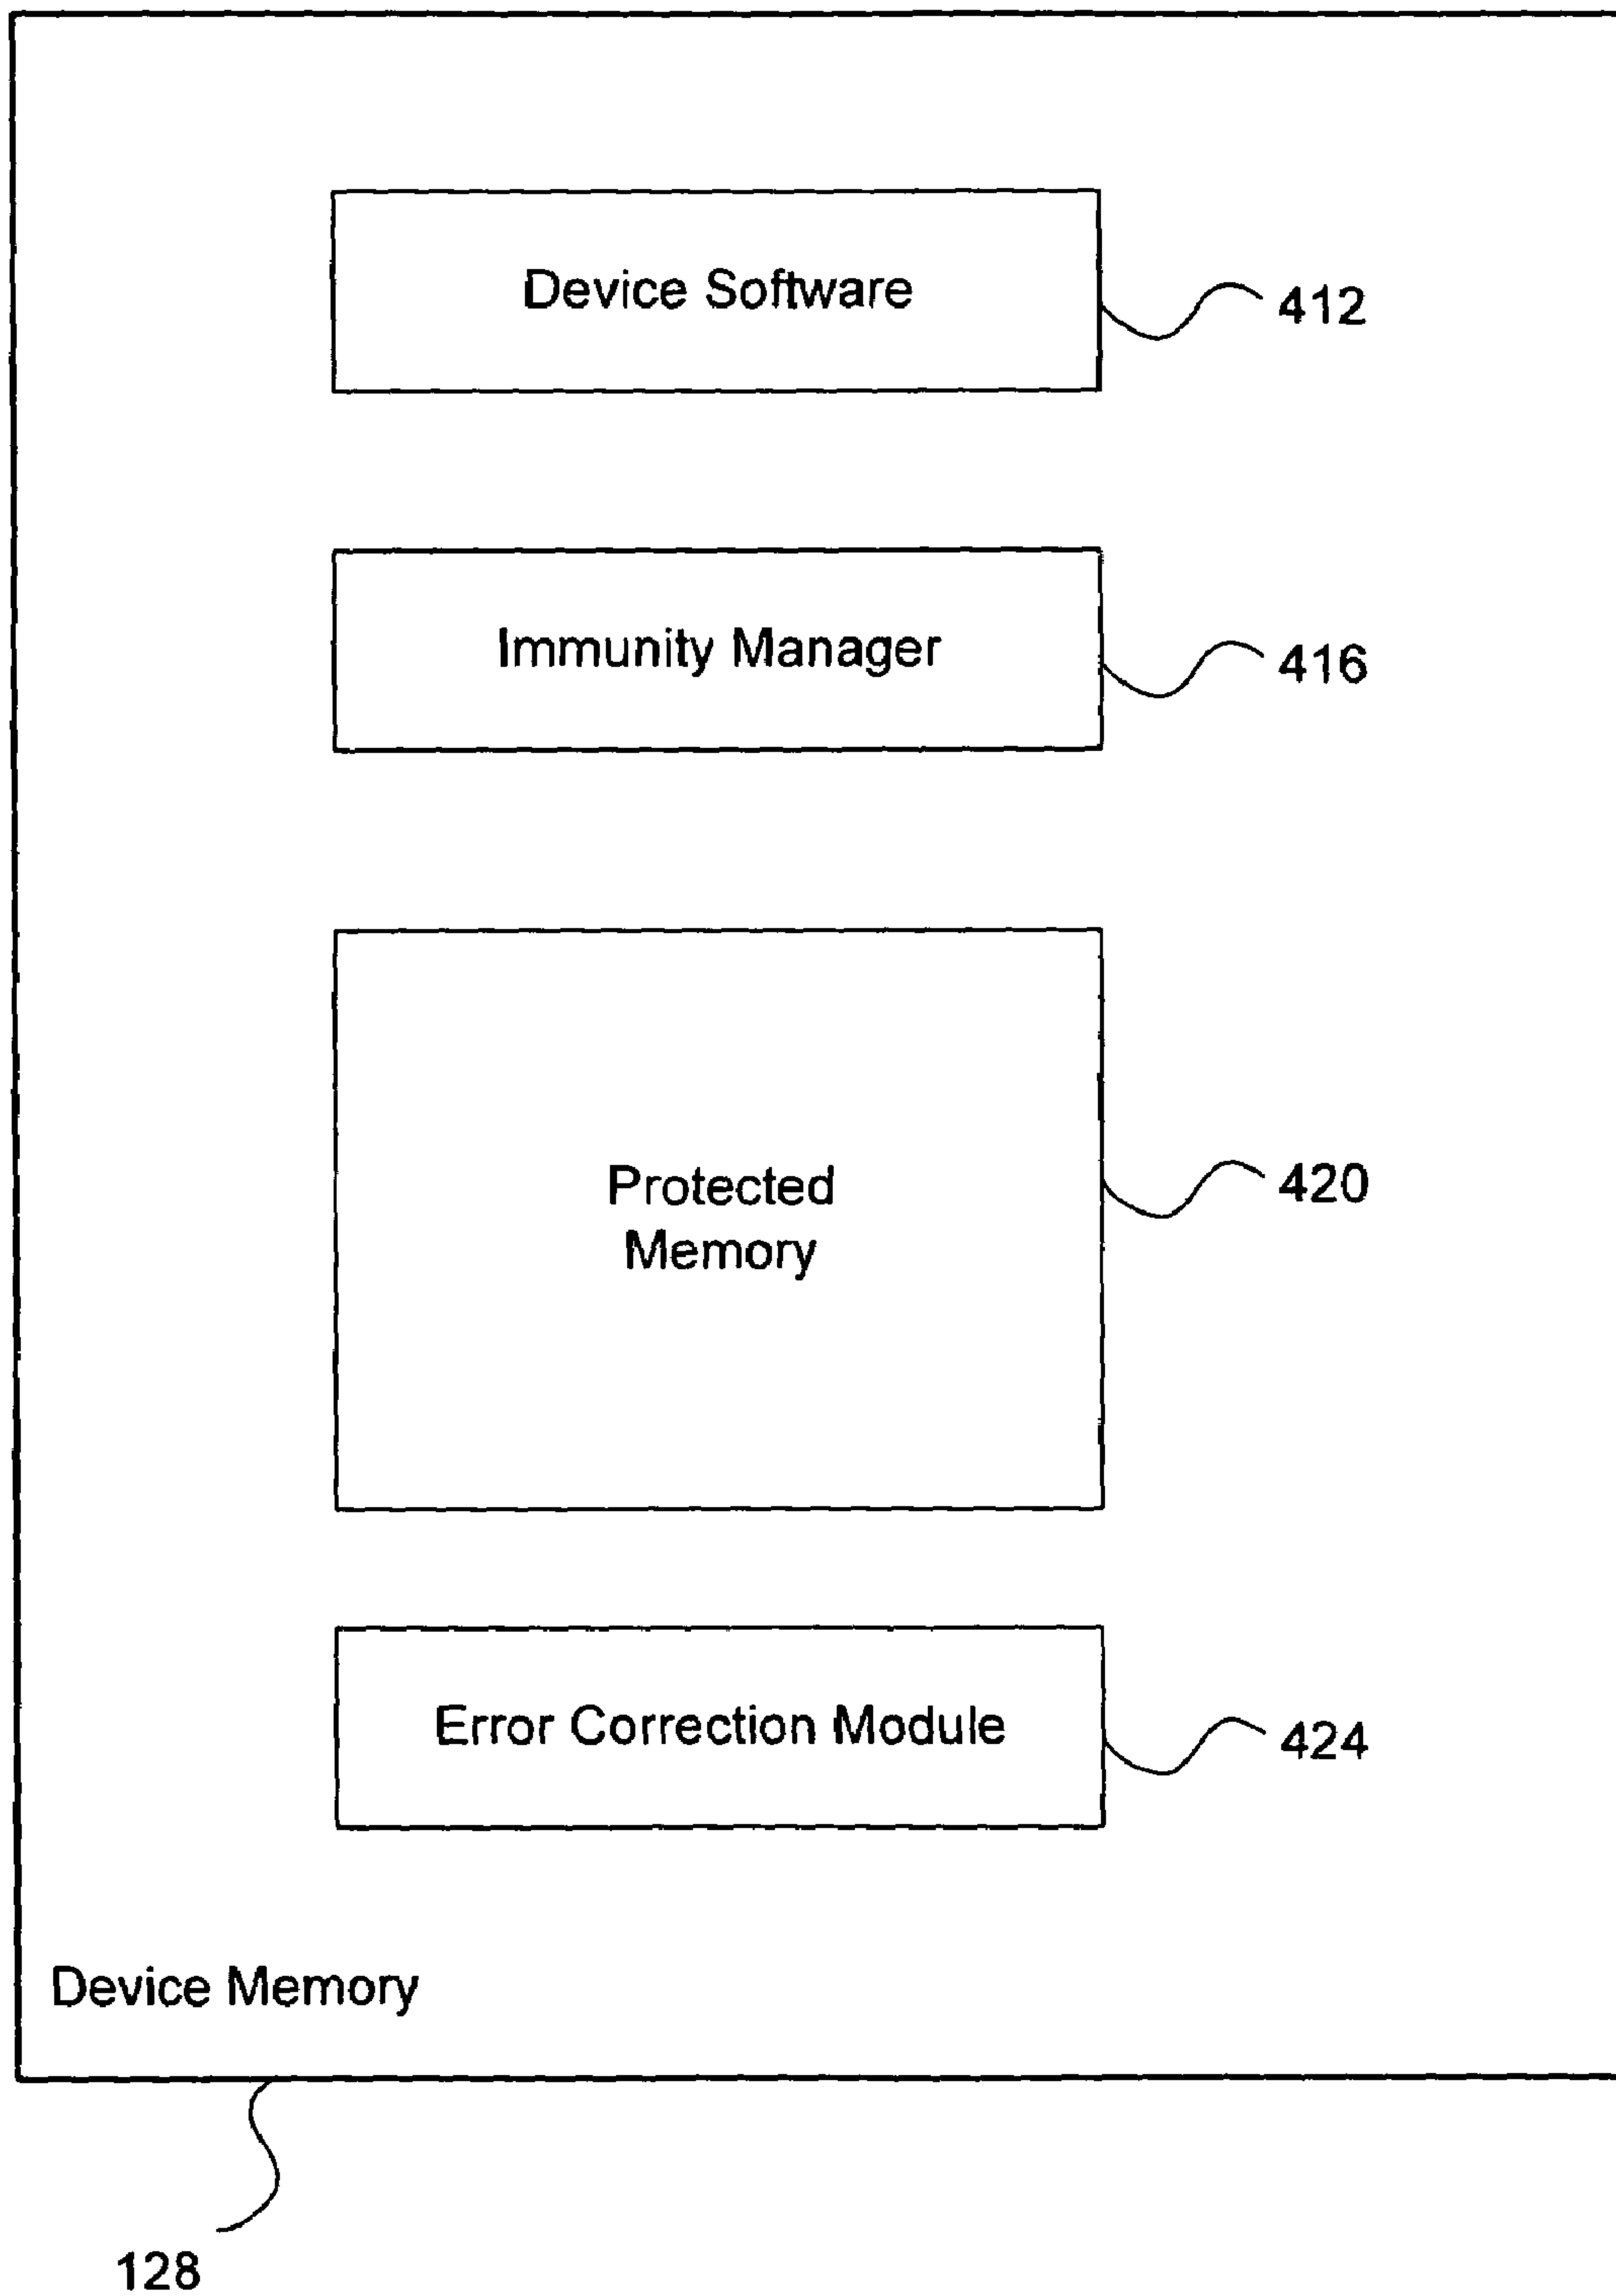 Device Software
412
Immunity Manager
416
Protected
Memory
420
Error Correction Module
424
Device Memory
128